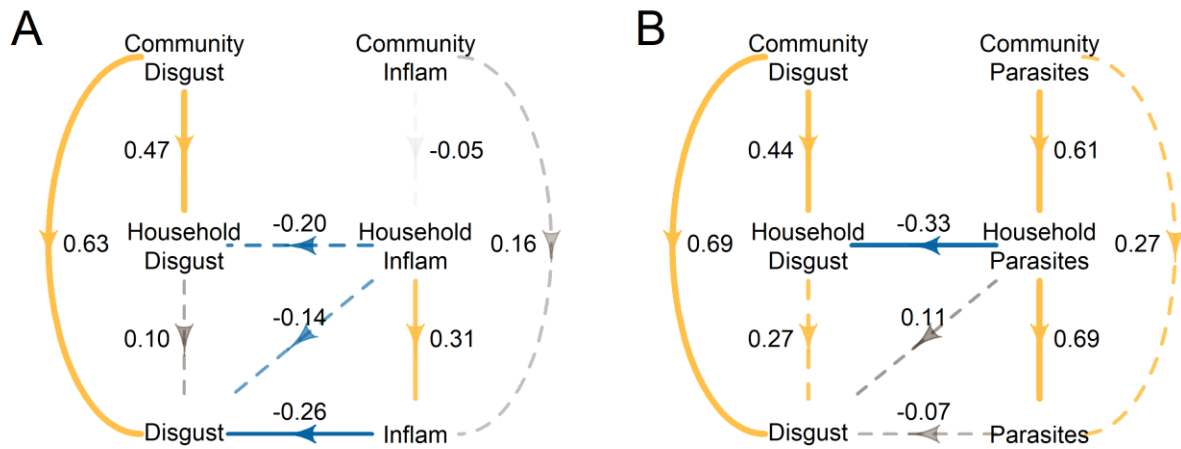 A
Community
Disgust
Community
Inflam
0.47
-0.05
Household
Disgust
-0.20
Household
Inflam
0.63
0.16
-0.14
0.10
0.31
Disgust
-0.26
Inflam
B
Community
Disgust
Community
Parasites
0.44
0.61
Household
Disgust
-0.33
Household
Parasites
0.69
0.27
0.11
0.27
0.69
Disgust
-0.07
Parasites